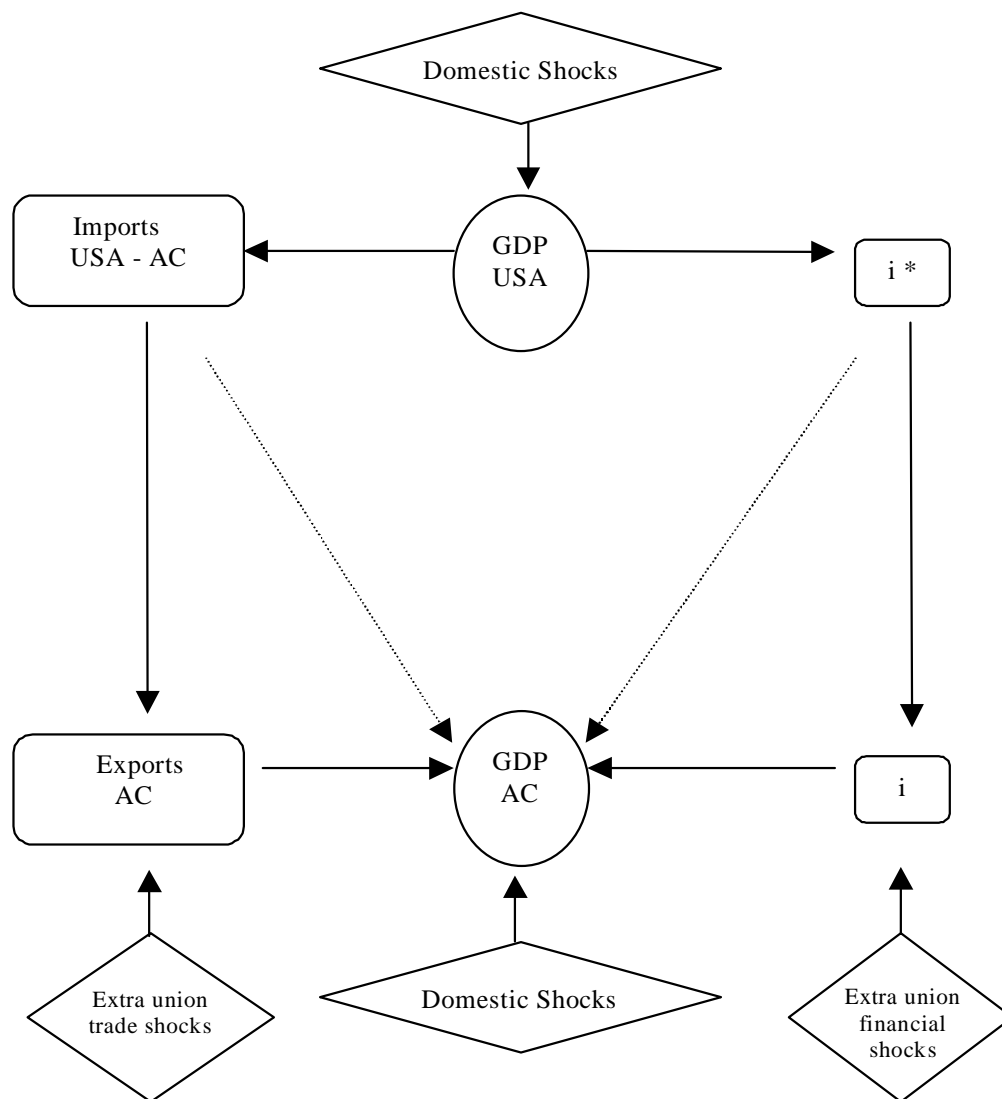 Domestic Shocks
Imports
USA - AC
GDP
USA
i *
Exports
AC
GDP
AC
i
Extra union
trade shocks
Domestic Shocks
Extra union
financial
shocks